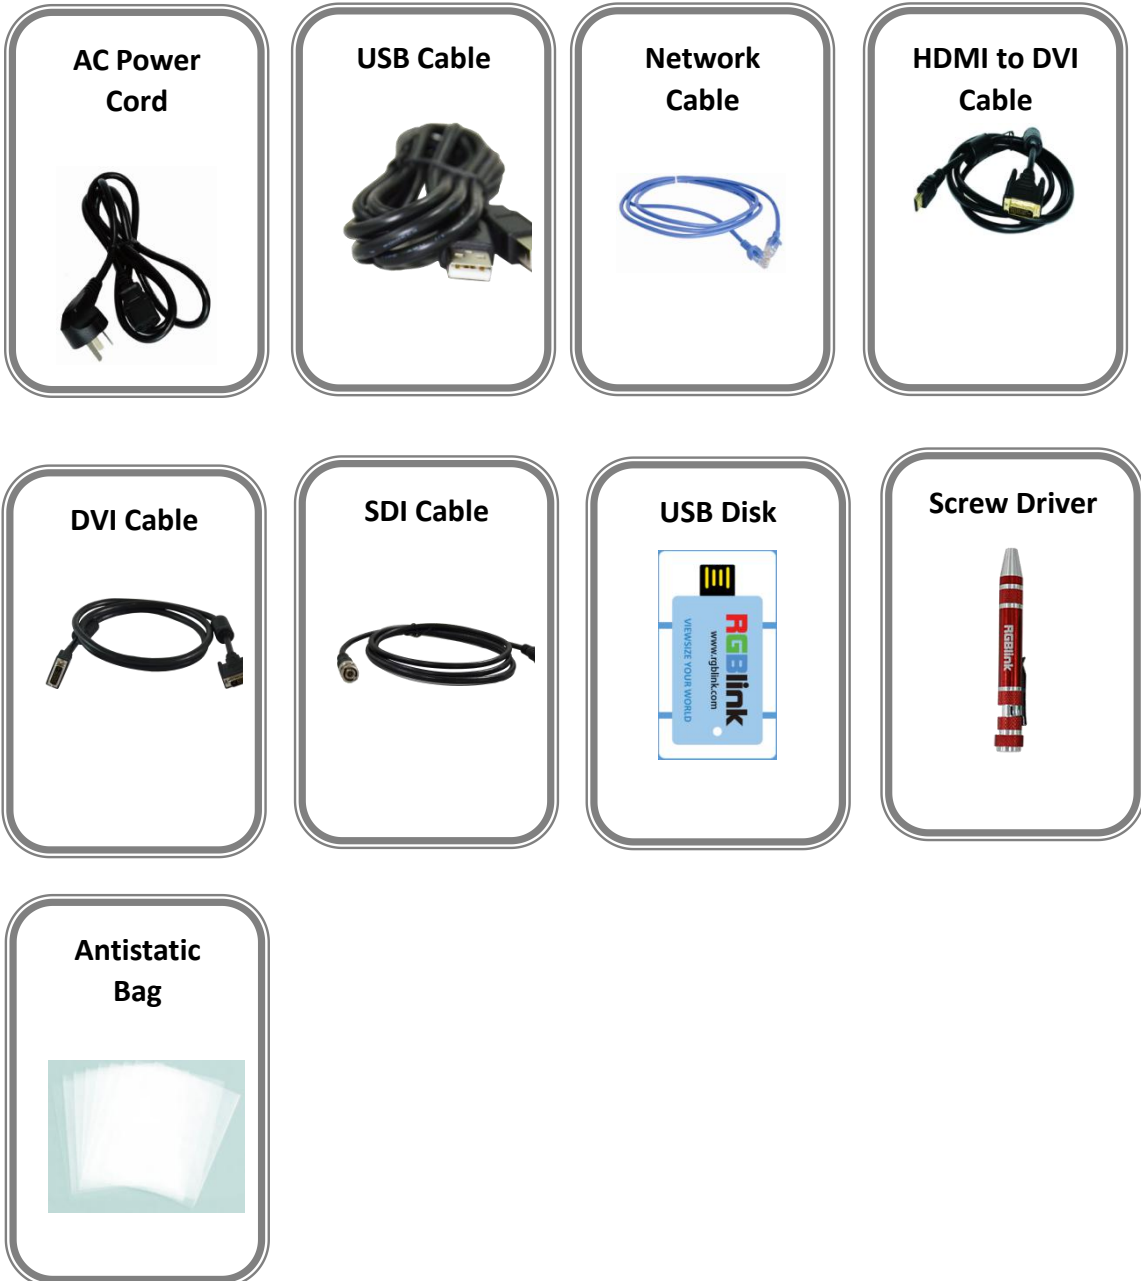 AC Power
Cord
USB Cable
Network
Cable
HDMI to DVI
Cable
DVI Cable
SDI Cable
USB Disk
RGBlink
www.rgblink.com
VIEWSIZE YOUR WORLD
Screw Driver
RGBlink
Antistatic
Bag